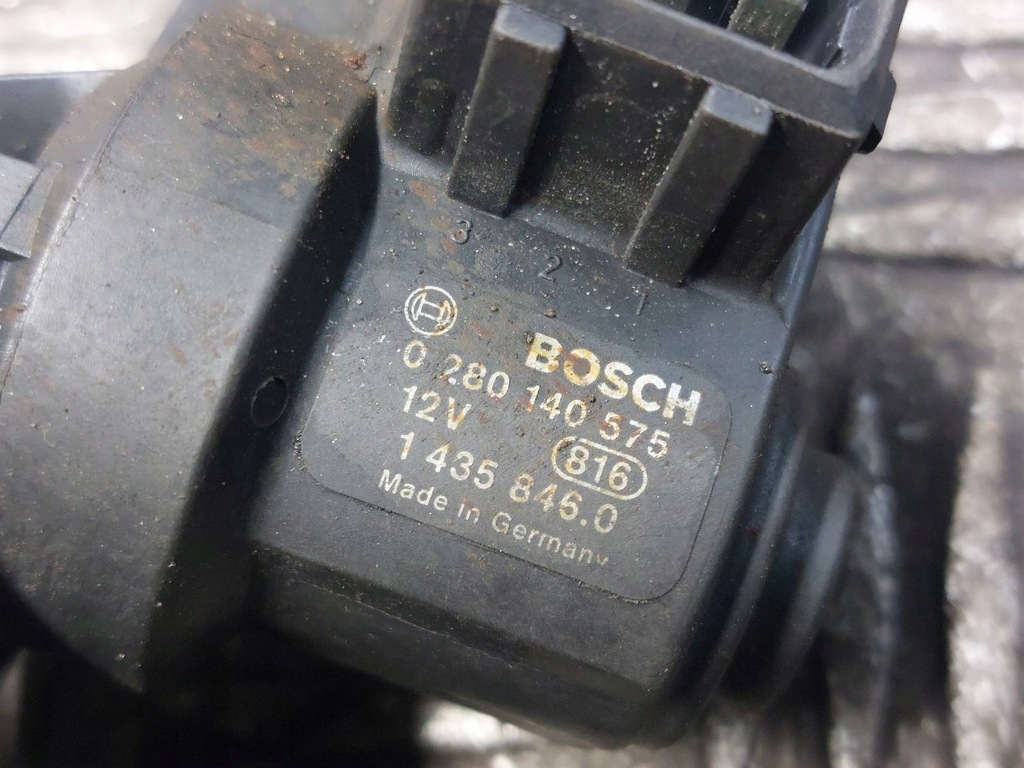 3 2 1
BOSCH
0 280 140 575
12V 816
1 435 846.0
Made in Germany